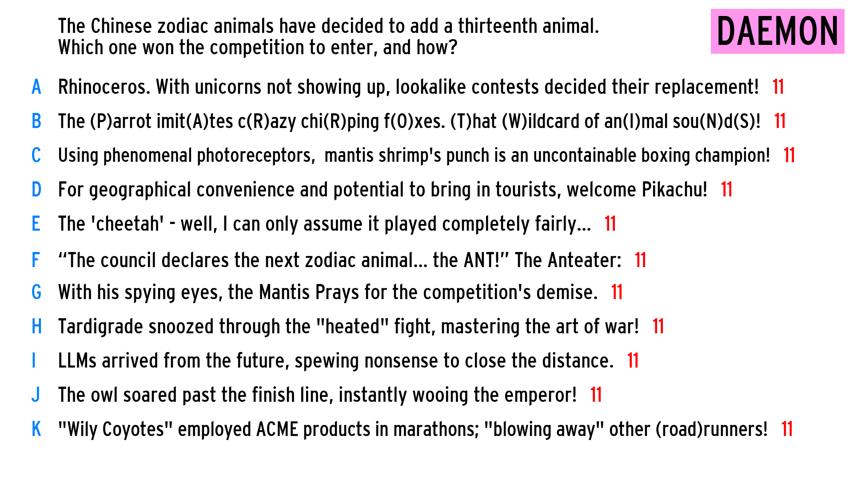 The Chinese zodiac animals have decided to add a thirteenth animal.
Which one won the competition to enter, and how?
DAEMON
A Rhinoceros. With unicorns not showing up, lookalike contests decided their replacement! 11
B The (P)arrot imit(A)tes c(R)azy chi(R)ping f(O)xes. (T)hat (W)ildcard of an(I)mal sou(N)d(S)! 11
C Using phenomenal photoreceptors, mantis shrimp's punch is an uncontainable boxing champion! 11
D For geographical convenience and potential to bring in tourists, welcome Pikachu! 11
E The 'cheetah' - well, I can only assume it played completely fairly... 11
F “The council declares the next zodiac animal... the ANT!” The Anteater: 11
G With his spying eyes, the Mantis Prays for the competition's demise. 11
H Tardigrade snoozed through the "heated" fight, mastering the art of war! 11
I LLMs arrived from the future, spewing nonsense to close the distance. 11
J The owl soared past the finish line, instantly wooing the emperor! 11
K "Wily Coyotes" employed ACME products in marathons; "blowing away" other (road)runners! 11